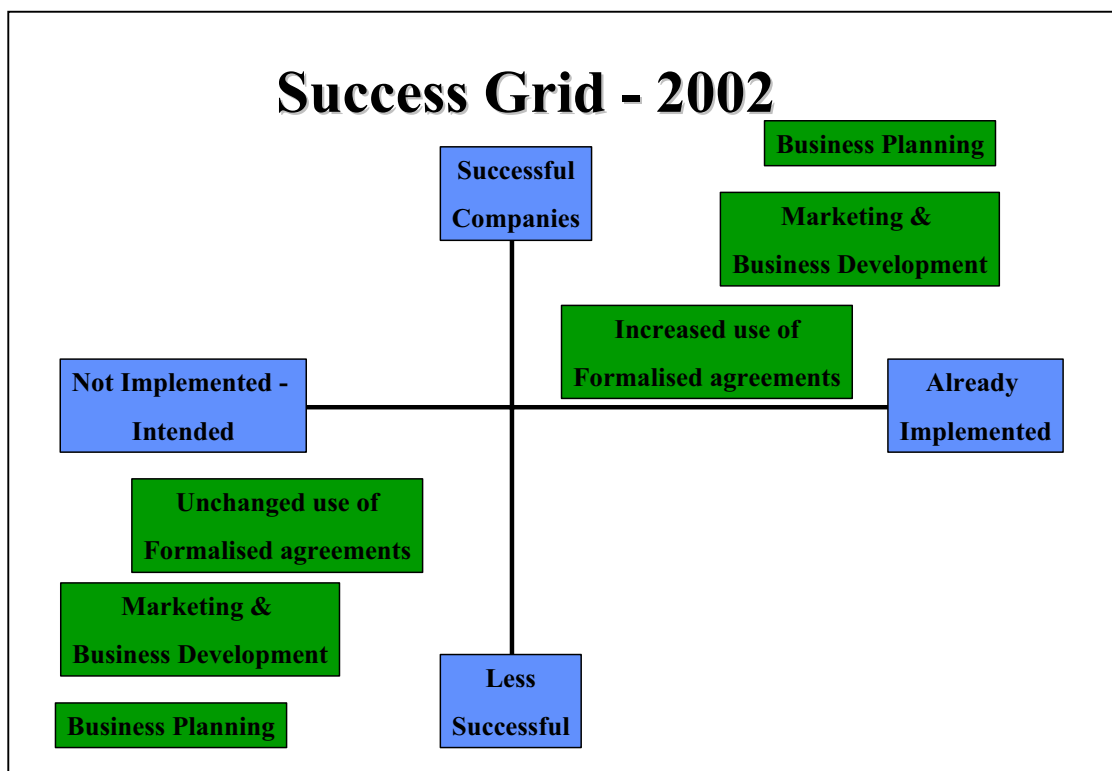 Success Grid - 2002
Business Planning
Successful
Companies
Marketing &
Business Development
Increased use of
Formalised agreements
Not Implemented -
Intended
Already
Implemented
Unchanged use of
Formalised agreements
Marketing &
Business Development
Less
Successful
Business Planning